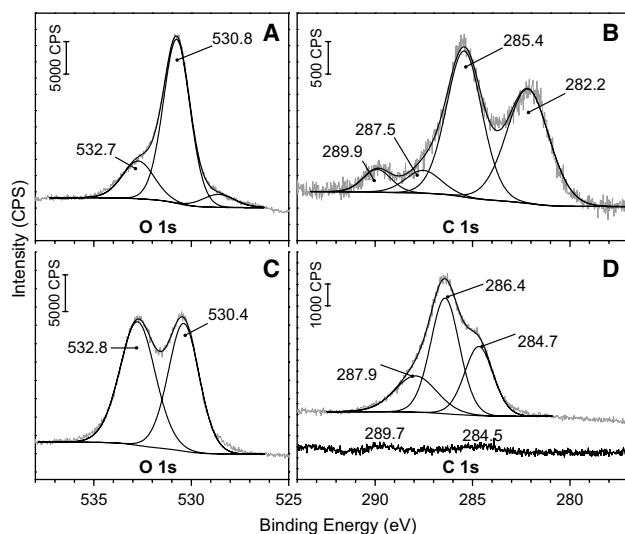 A
5000 CPS
530.8
532.7
O 1s
B
500 CPS
285.4
282.2
287.5
289.9
C 1s
Intensity (CPS)
C
5000 CPS
530.4
532.8
O 1s
D
1000 CPS
286.4
284.7
287.9
289.7 284.5
C 1s
535 530 525 290 285 280
Binding Energy (eV)